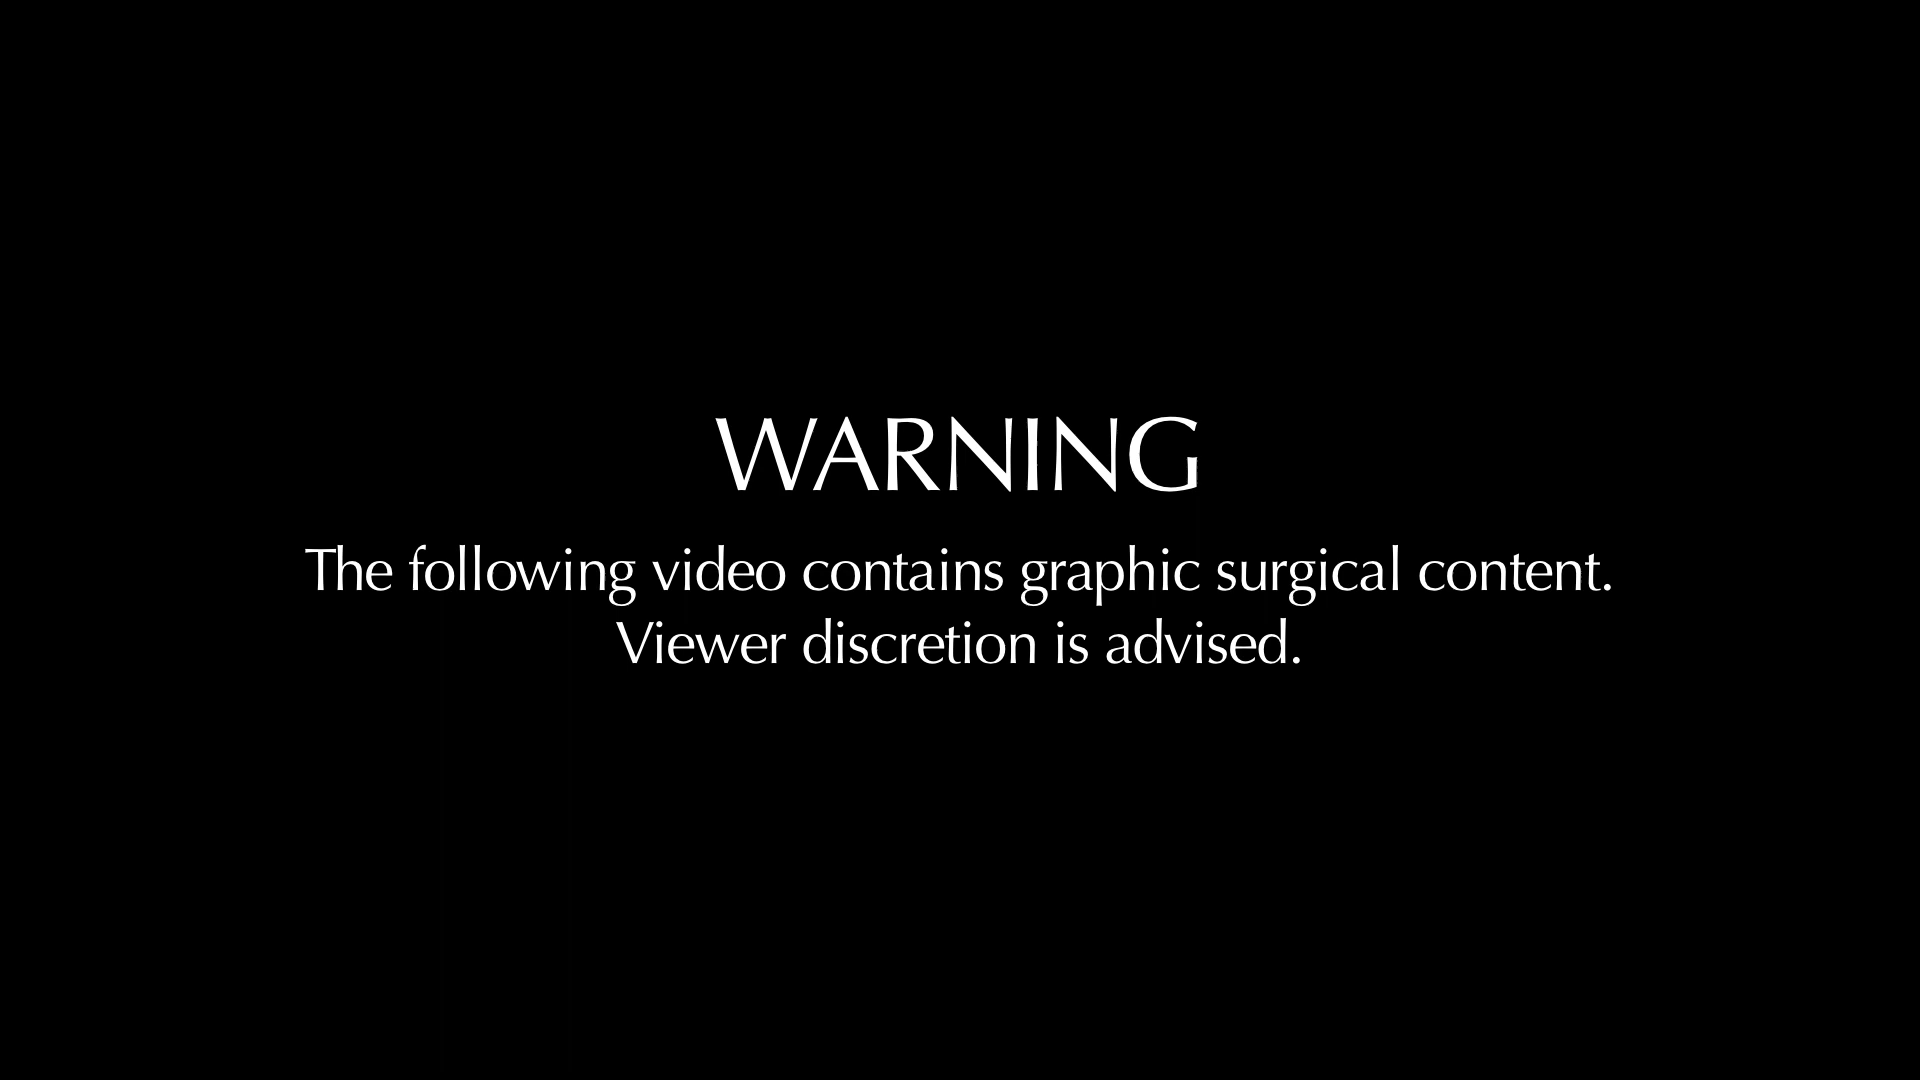 WARNING
The following video contains graphic surgical content.
Viewer discretion is advised.